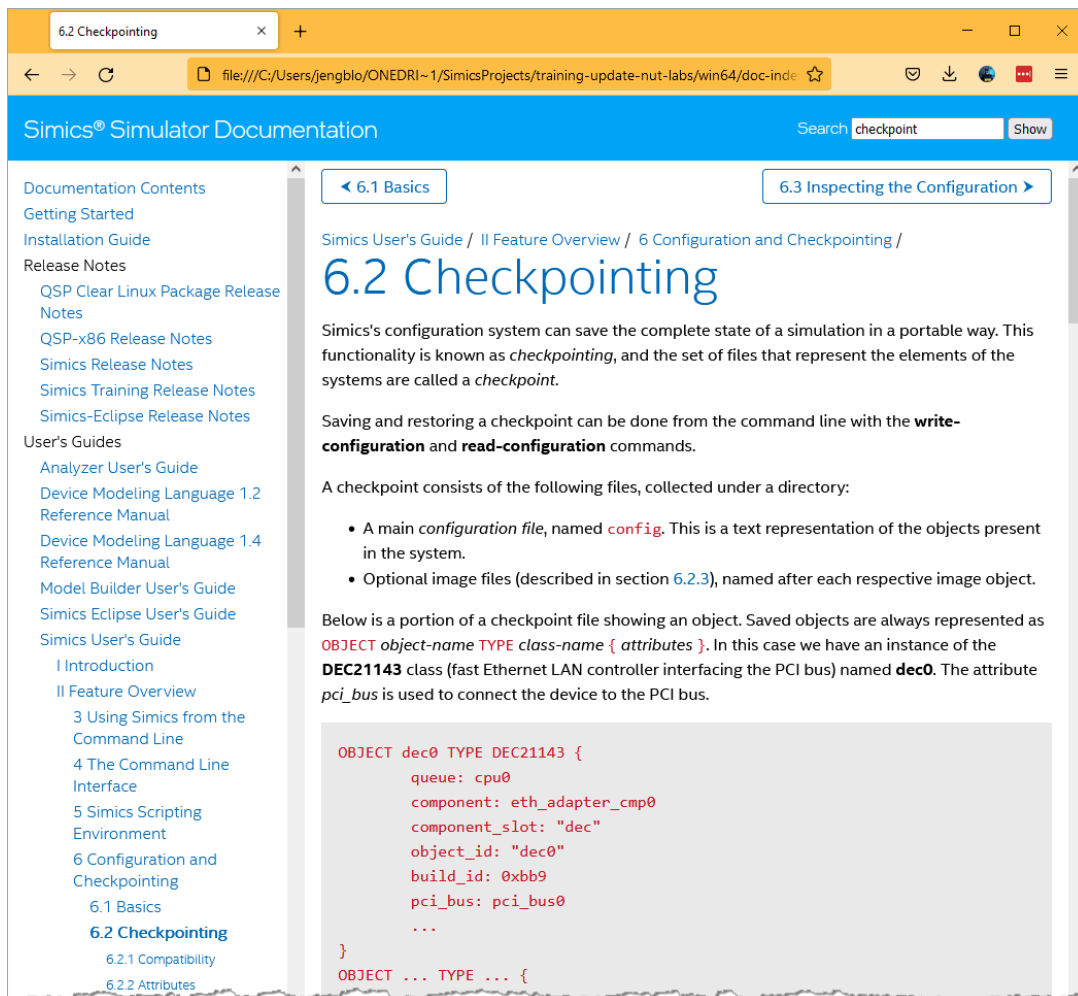 6.2 Checkpointing
file:///C:/Users/jengblo/ONEDRI~1/SimicsProjects/training-update-nut-labs/win64/doc-inde
Simics® Simulator Documentation
Search checkpoint Show
Documentation Contents
Getting Started
Installation Guide
Release Notes
QSP Clear Linux Package Release
Notes
QSP-x86 Release Notes
Simics Release Notes
Simics Training Release Notes
Simics-Eclipse Release Notes
User's Guides
Analyzer User's Guide
Device Modeling Language 1.2
Reference Manual
Device Modeling Language 1.4
Reference Manual
Model Builder User's Guide
Simics Eclipse User's Guide
Simics User's Guide
I Introduction
II Feature Overview
3 Using Simics from the
Command Line
4 The Command Line
Interface
5 Simics Scripting
Environment
6 Configuration and
Checkpointing
6.1 Basics
6.2 Checkpointing
6.2.1 Compatibility
6.2.2 Attributes
6.1 Basics
6.3 Inspecting the Configuration
Simics User's Guide / II Feature Overview / 6 Configuration and Checkpointing /
6.2 Checkpointing
Simics's configuration system can save the complete state of a simulation in a portable way. This
functionality is known as checkpointing, and the set of files that represent the elements of the
systems are called a checkpoint.
Saving and restoring a checkpoint can be done from the command line with the write-
configuration and read-configuration commands.
A checkpoint consists of the following files, collected under a directory:
• A main configuration file, named config. This is a text representation of the objects present
in the system.
• Optional image files (described in section 6.2.3), named after each respective image object.
Below is a portion of a checkpoint file showing an object. Saved objects are always represented as
OBJECT object-name TYPE class-name { attributes }. In this case we have an instance of the
DEC21143 class (fast Ethernet LAN controller interfacing the PCI bus) named dec0. The attribute
pci_bus is used to connect the device to the PCI bus.
OBJECT dec0 TYPE DEC21143 {
queue: cpu0
component: eth_adapter_cmp0
component_slot: "dec"
object_id: "dec0"
build_id: 0xbb9
pci_bus: pci_bus0
...
}
OBJECT ... TYPE ... {